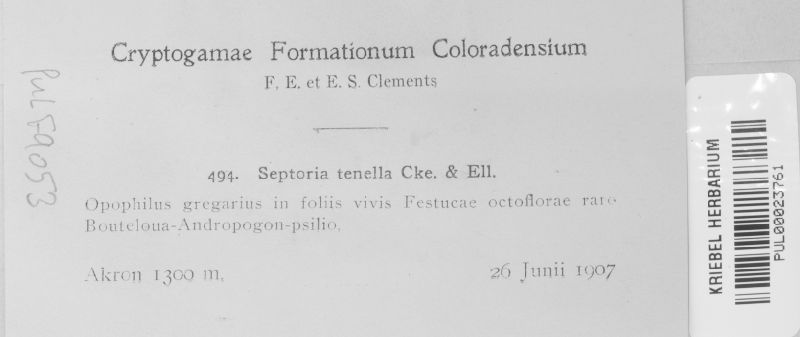 Cryptogamae Formationum Coloradensium
F. E. et E. S. Clements
494. Septoria tenella Cke. & Ell.
Opophilus gregarius in foliis vivis Festucae octoflorae rare
Bouteloua-Andropogon-psilio.
Akron 1300 m.
26 Junii 1907
Pul F9053
KRIEBEL HERBARIUM
PUL00023761